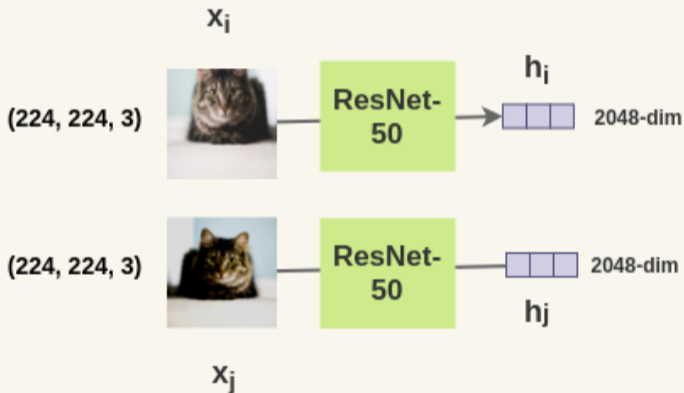 xi
(224, 224, 3)
ResNet-
50
hi
2048-dim
(224, 224, 3)
ResNet-
50
2048-dim
hj
xj